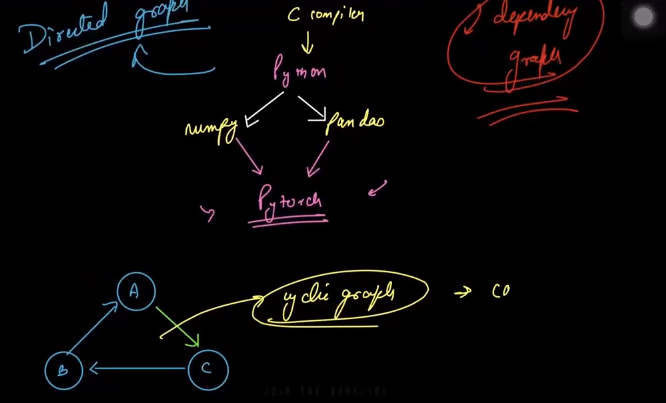 Directed graph
C compiler
dependency
graph
Python
numpy
Pandas
Pytorch
A
cyclic graph → co
B
C